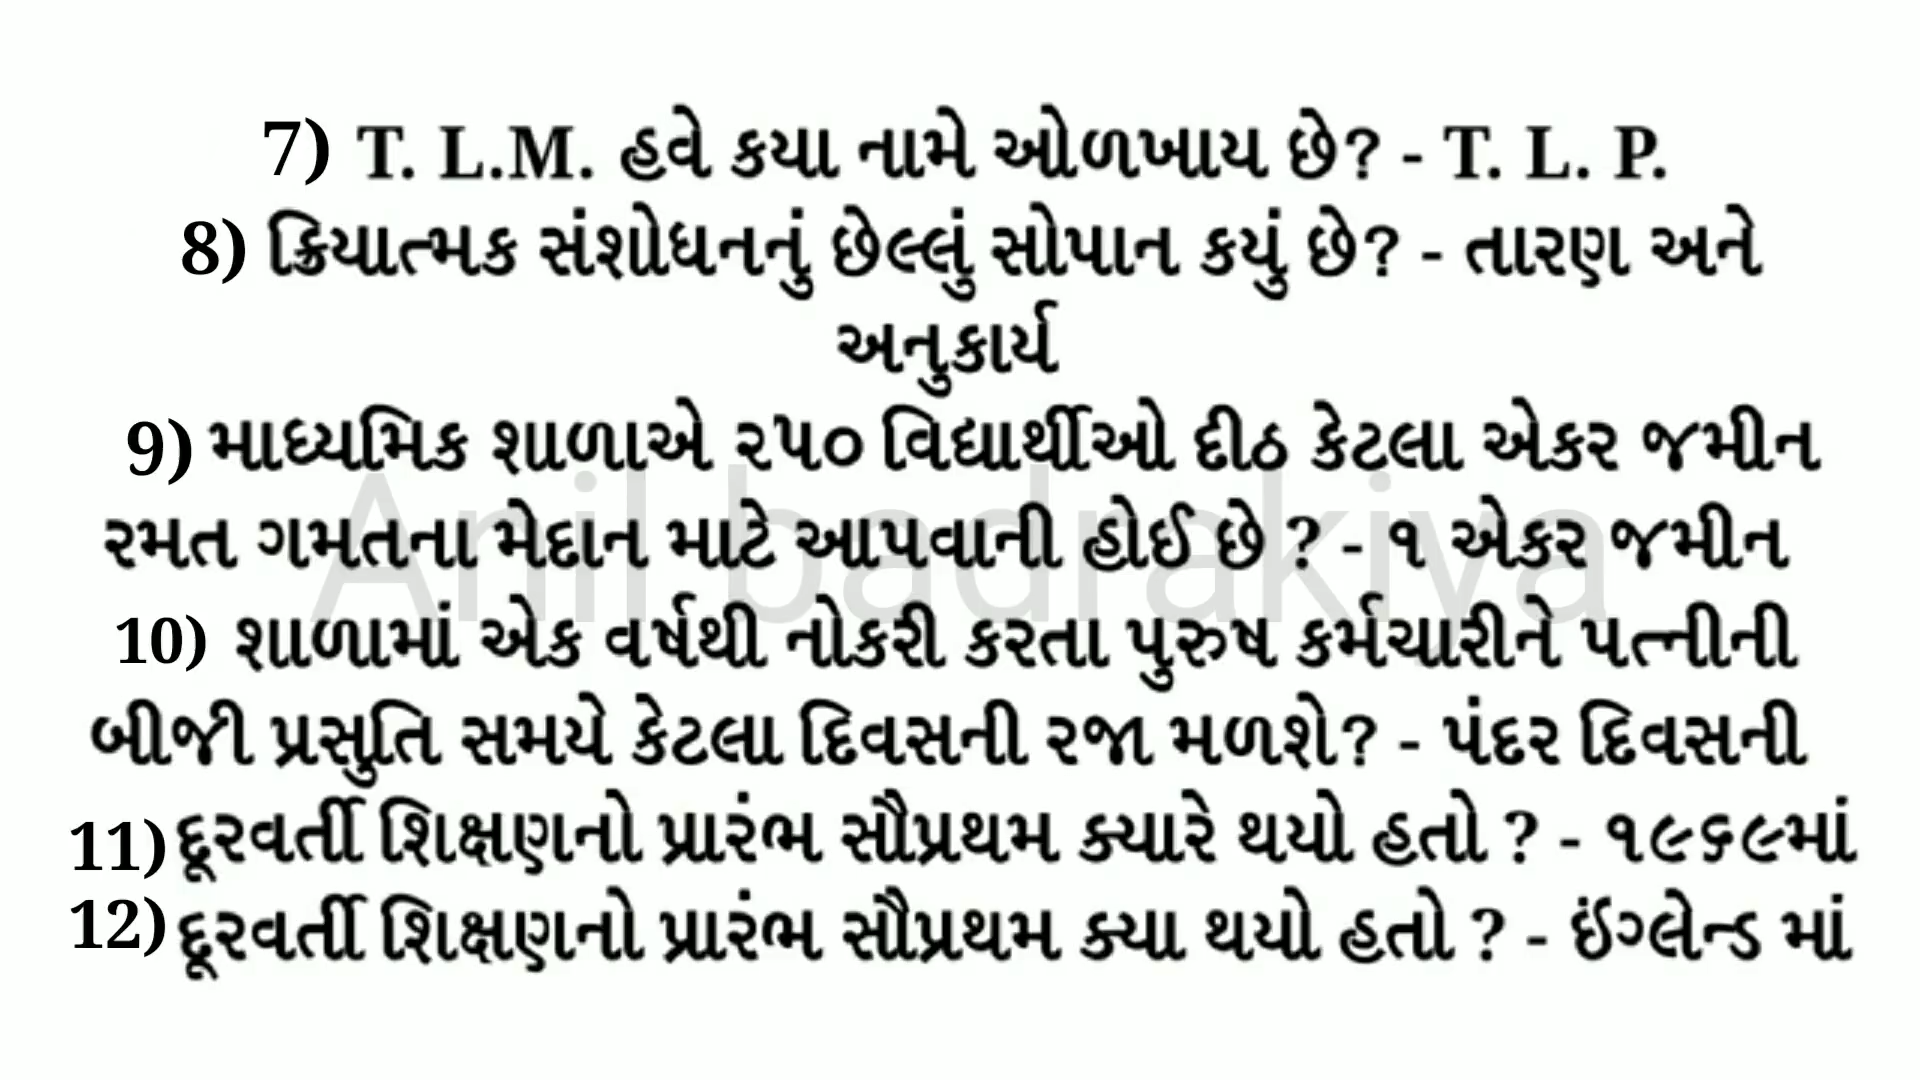 7) T. L.M. હવે કયા નામે ઓળખાય છે? - T. L. P.
8) ક્રિયાત્મક સંશોધનનું છેલ્લું સોપાન કયું છે? - તારણ અને
અનુકાર્ય
9) માધ્યમિક શાળાએ ૨૫૦ વિદ્યાર્થીઓ દીઠ કેટલા એકર જમીન
રમત ગમતના મેદાન માટે આપવાની હોઈ છે ? - ૧ એકર જમીન
Anil badrakiya
10) શાળામાં એક વર્ષથી નોકરી કરતા પુરુષ કર્મચારીને પત્નીની
બીજી પ્રસુતિ સમયે કેટલા દિવસની રજા મળશે? - પંદર દિવસની
11) દૂરવર્તી શિક્ષણનો પ્રારંભ સૌપ્રથમ ક્યારે થયો હતો ? - ૧૯૬૯માં
12) દૂરવર્તી શિક્ષણનો પ્રારંભ સૌપ્રથમ ક્યા થયો હતો ? - ઈંગ્લેન્ડ માં